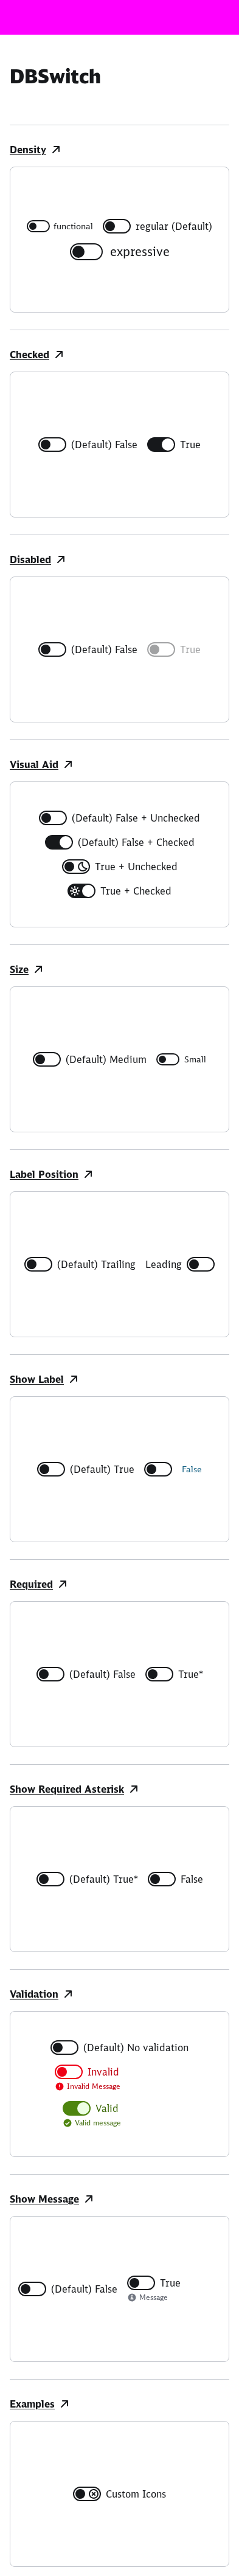 DBSwitch
Density
functional
regular (Default)
expressive
Checked
(Default) False
True
Disabled
(Default) False
True
Visual Aid
(Default) False + Unchecked
(Default) False + Checked
True + Unchecked
True + Checked
Size
(Default) Medium
Small
Label Position
(Default) Trailing
Leading
Show Label
(Default) True
False
Required
(Default) False
True*
Show Required Asterisk
(Default) True*
False
Validation
(Default) No validation
Invalid
Invalid Message
Valid
Valid message
Show Message
(Default) False
True
Message
Examples
Custom Icons